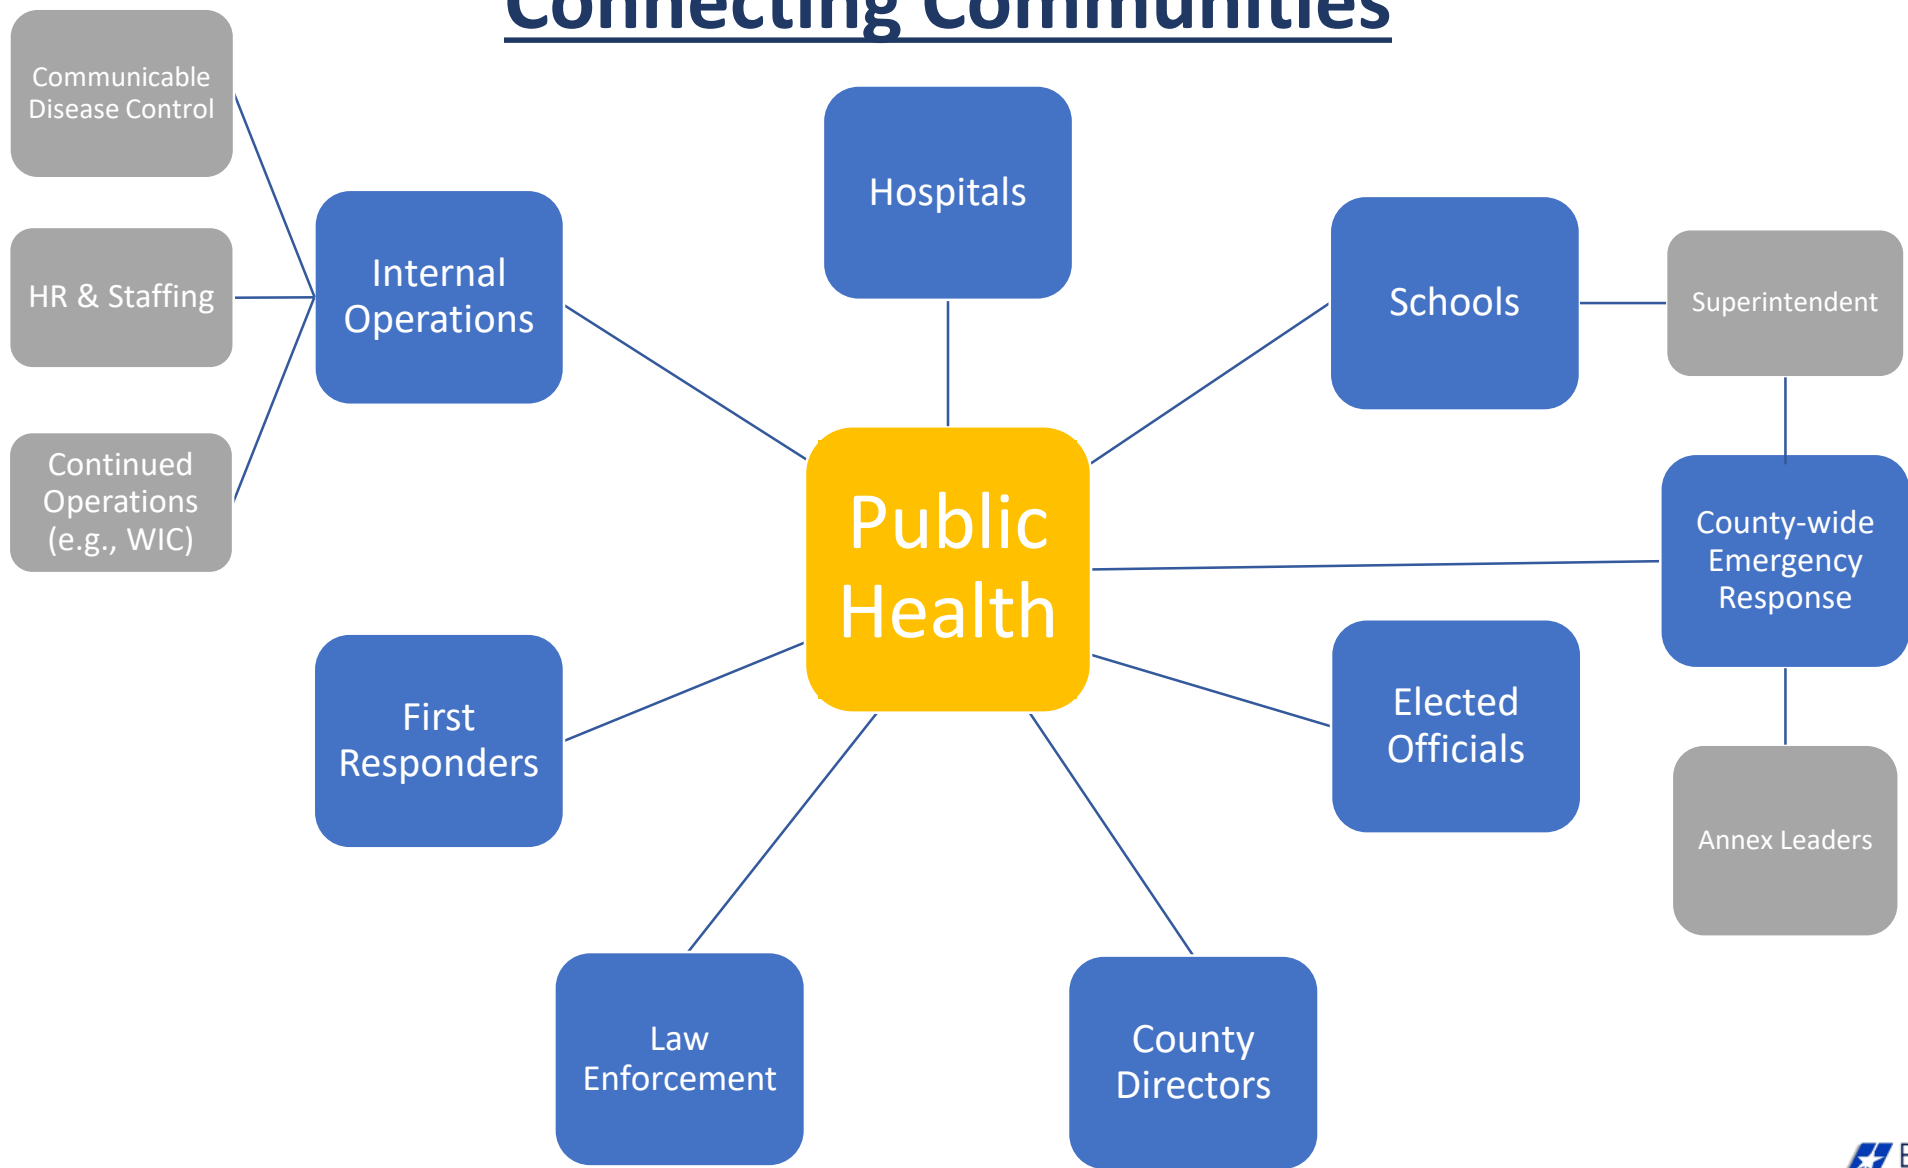 Connecting Communities
Communicable
Disease Control
Hospitals
HR & Staffing
Internal
Operations
Schools
Superintendent
Continued
Operations
(e.g., WIC)
Public
Health
County-wide
Emergency
Response
First
Responders
Elected
Officials
Annex Leaders
Law
Enforcement
County
Directors